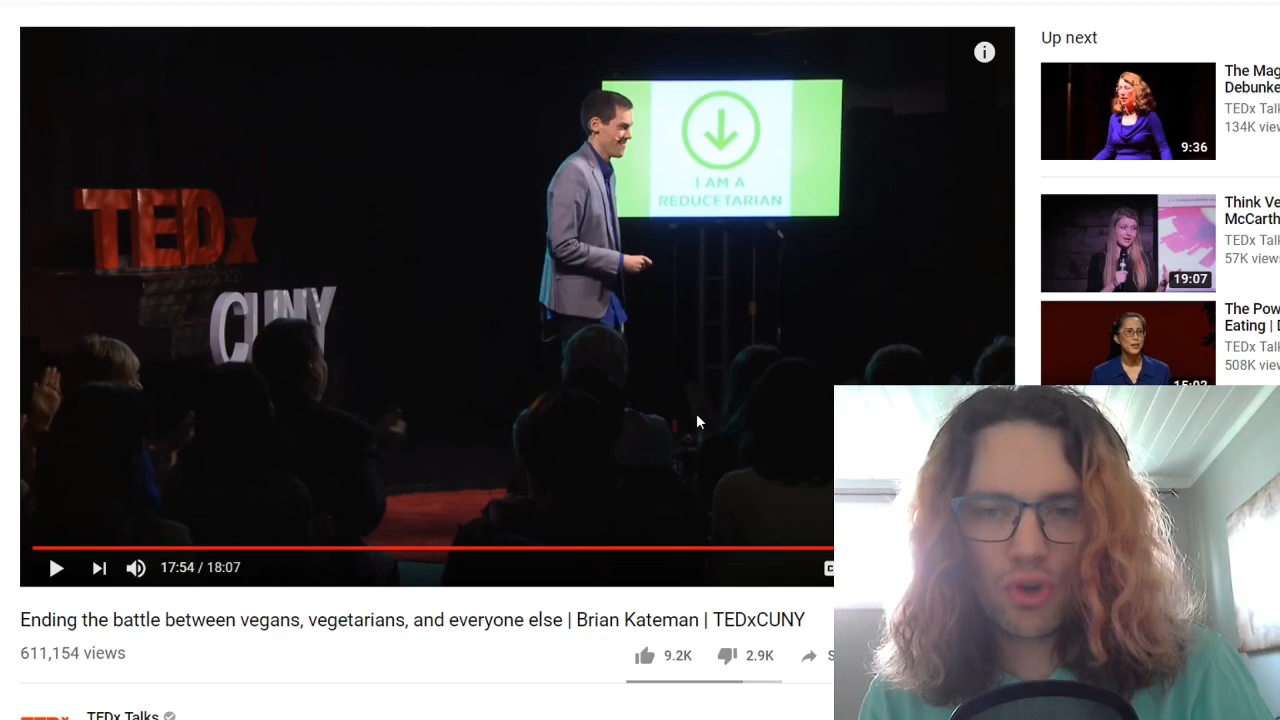 TEDx
CUNY
I AM A
REDUCETARIAN
17:54 / 18:07
Ending the battle between vegans, vegetarians, and everyone else | Brian Kateman | TEDxCUNY
611,154 views
9.2K
2.9K
S
TEDx Talks
Up next
The Mag
Debunke
TEDx Talk
134K view
9:36
Think Ve
McCarth
TEDx Talk
57K views
19:07
The Pow
Eating | D
TEDx Talk
508K view